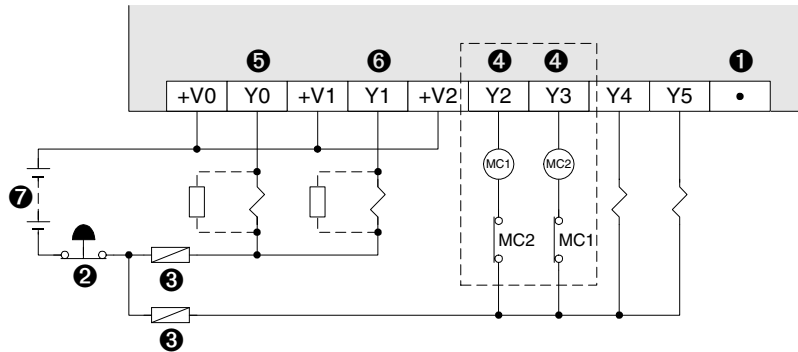 ❺ ❻ ❹ ❹ ❶
+V0 Y0 +V1 Y1 +V2 Y2 Y3 Y4 Y5 •
MC1 MC2
❼
MC2 MC1
❷ ❸
❸